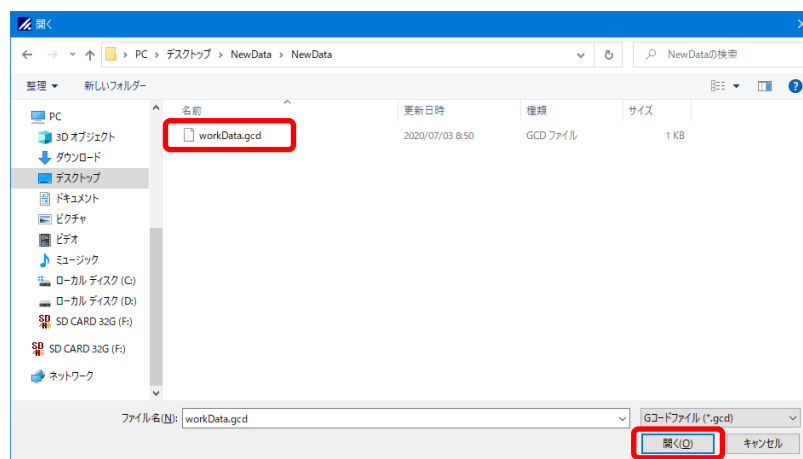 開く
PC › デスクトップ › NewData › NewData
NewDataの検索
整理 新しいフォルダー
名前 更新日時 種類 サイズ
workData.gcd 2020/07/03 8:50 GCD ファイル 1 KB
PC
3D オブジェクト
ダウンロード
デスクトップ
ドキュメント
ピクチャ
ビデオ
ミュージック
ローカル ディスク (C:)
ローカル ディスク (D:)
SD CARD 32G (F:)
SD CARD 32G (F:)
ネットワーク
ファイル名(N): workData.gcd Gコードファイル (*.gcd)
開く(O) キャンセル